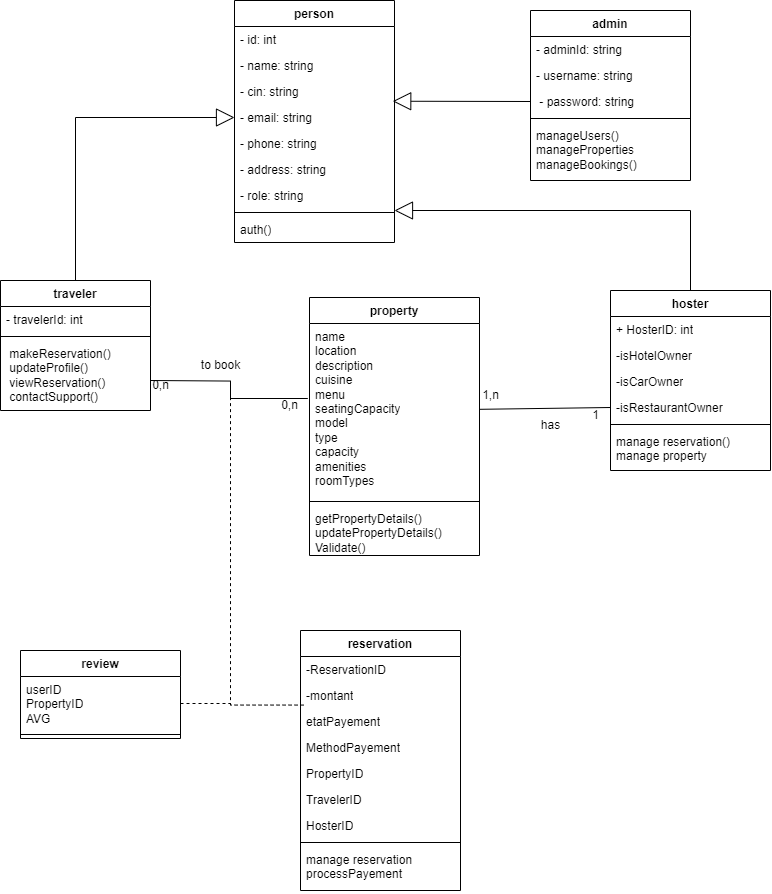 person
- id: int
- name: string
- cin: string
- email: string
- phone: string
- address: string
- role: string
auth()
admin
- adminId: string
- username: string
- password: string
manageUsers()
manageProperties
manageBookings()
traveler
- travelerId: int
makeReservation()
updateProfile()
viewReservation()
contactSupport()
0,n
to book
0,n
property
name
location
description
cuisine
menu
seatingCapacity
model
type
capacity
amenities
roomTypes
getPropertyDetails()
updatePropertyDetails()
Validate()
1,n
has
1
hoster
+ HosterID: int
-isHotelOwner
-isCarOwner
-isRestaurantOwner
manage reservation()
manage property
review
userID
PropertyID
AVG
reservation
-ReservationID
-montant
etatPayement
MethodPayement
PropertyID
TravelerID
HosterID
manage reservation
processPayement